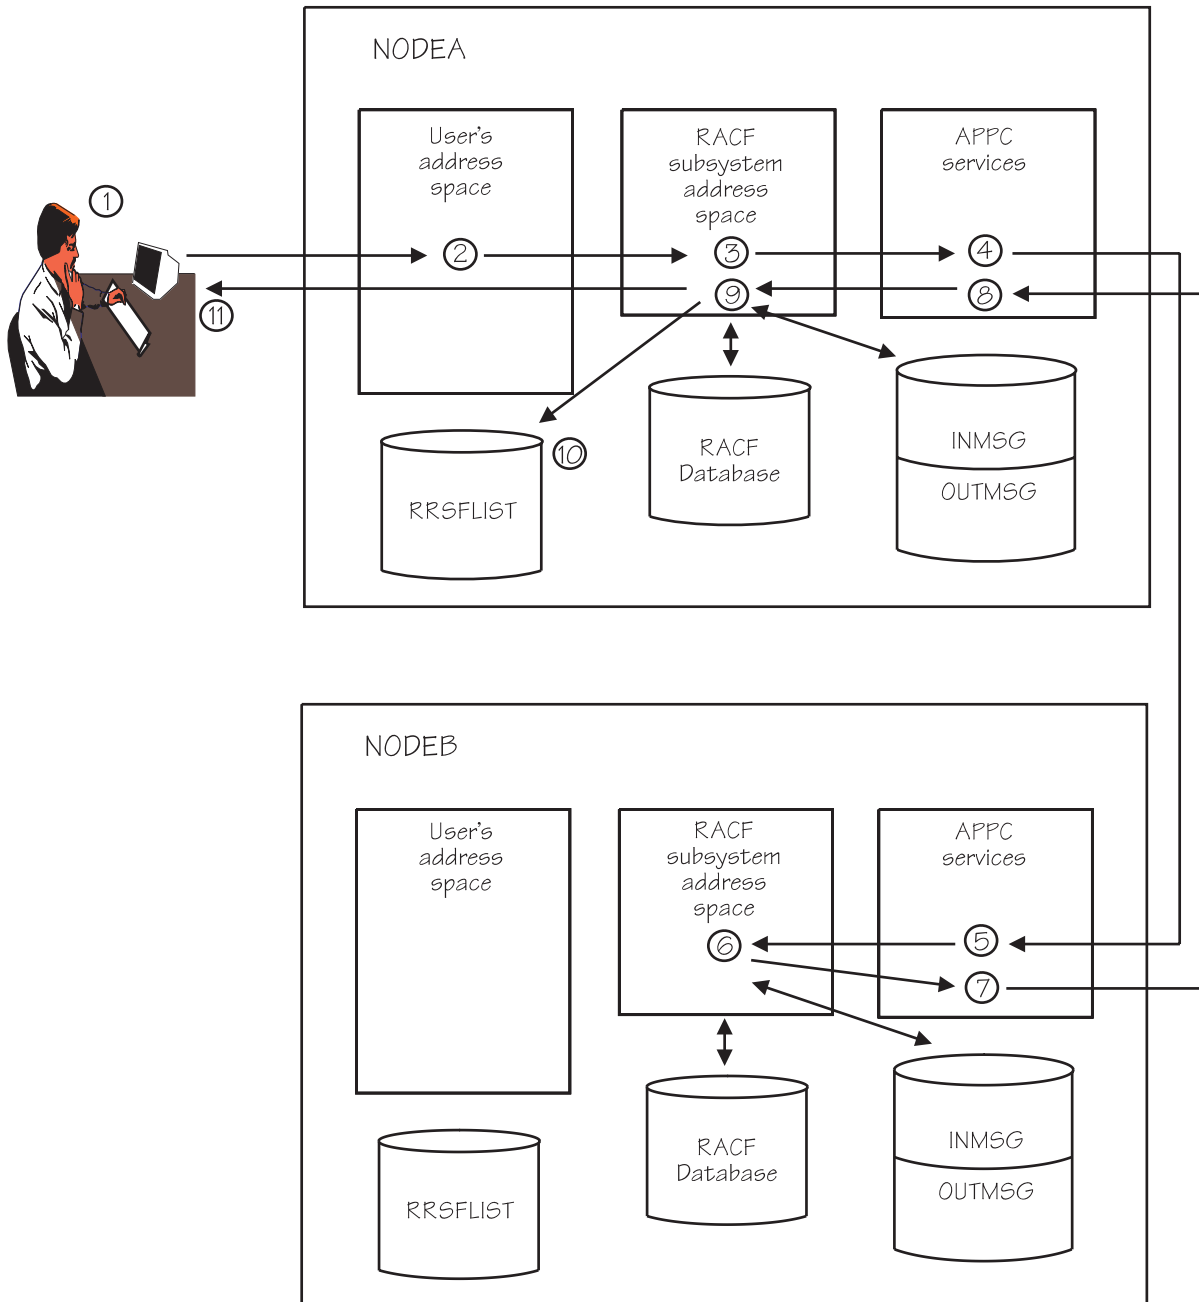 NODEA
User's
address
space
RACF
subsystem
address
space
APPC
services
1
2
3
4
9
8
11
10
RRSFLIST
RACF
Database
INMSG
OUTMSG
NODEB
User's
address
space
RACF
subsystem
address
space
APPC
services
6
5
7
RRSFLIST
RACF
Database
INMSG
OUTMSG